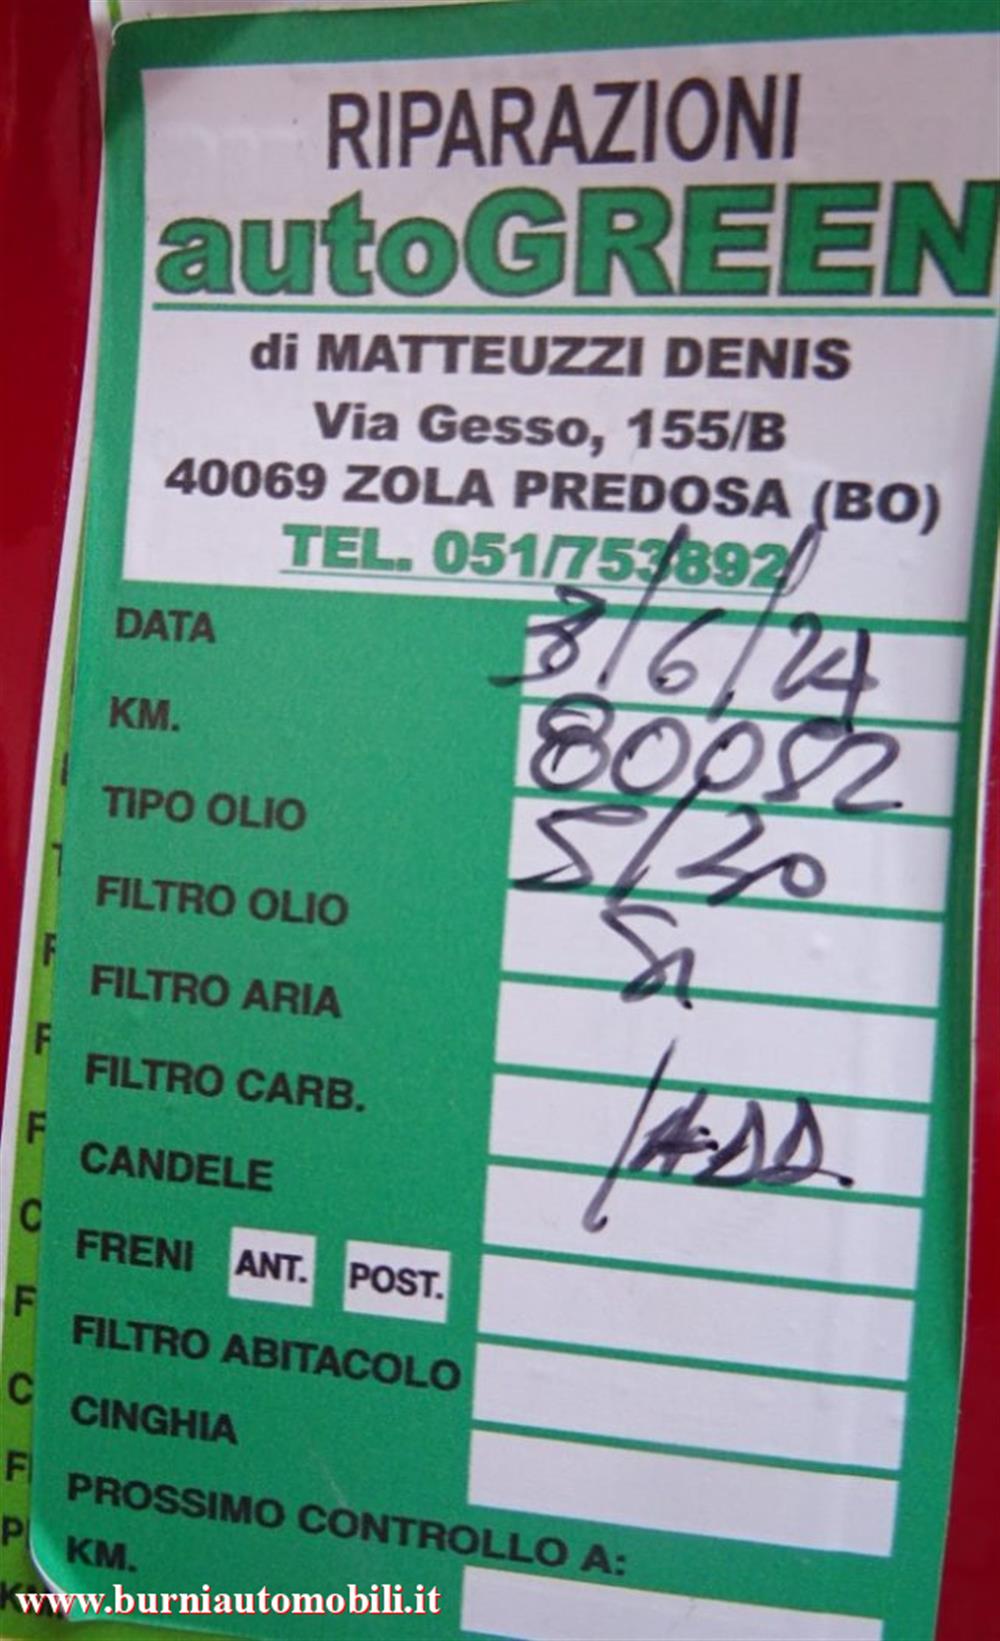 RIPARAZIONI
autoGREEN
di MATTEUZZI DENIS
Via Gesso, 155/B
40069 ZOLA PREDOSA (BO)
TEL. 051/753892
DATA 3/6/24
KM. 80052
TIPO OLIO 5/30
FILTRO OLIO Si
FILTRO ARIA
FILTRO CARB.
CANDELE
FRENI ANT. POST.
FILTRO ABITACOLO
CINGHIA
PROSSIMO CONTROLLO A:
KM.
www.burniautomobili.it